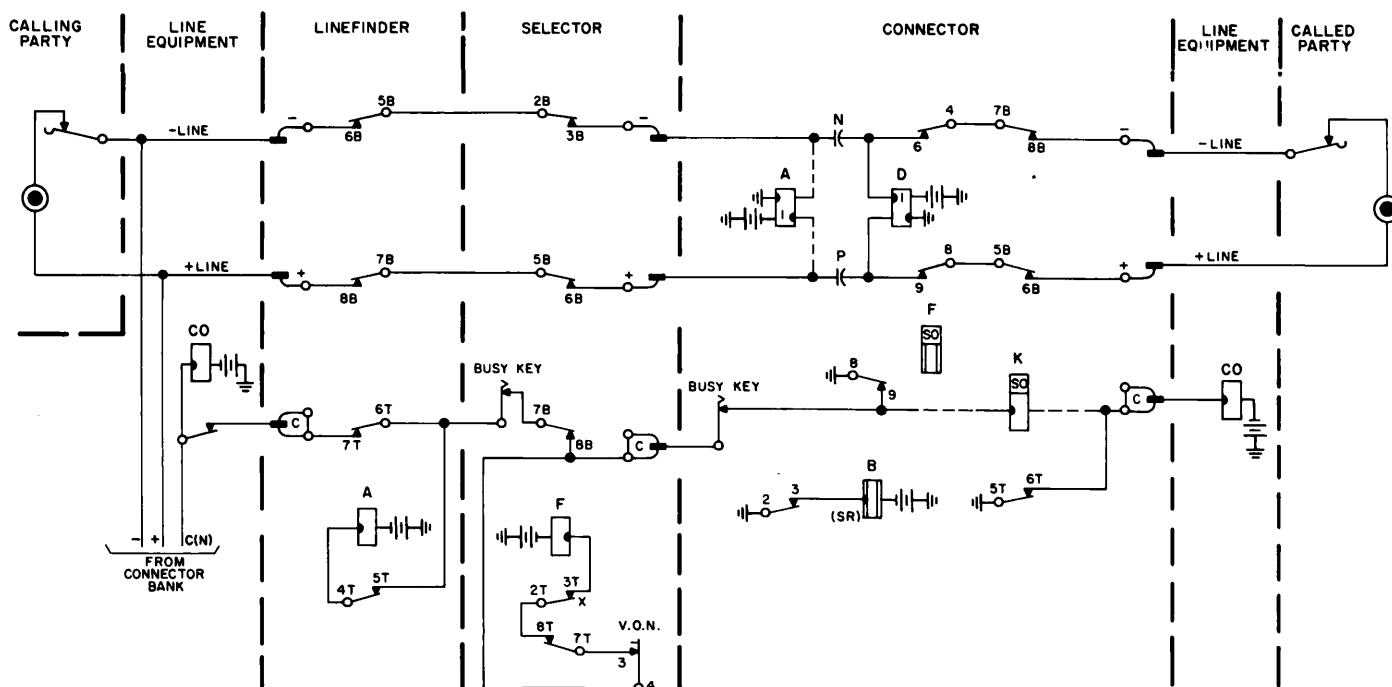 CALLING
PARTY
LINE
EQUIPMENT
LINEFINDER
SELECTOR
CONNECTOR
LINE
EQUIPMENT
CALLED
PARTY
-LINE
-
6B
5B
2B
3B
-
N
6
4
7B
8B
-
-LINE
A
D
+LINE
+
8B
7B
5B
6B
+
P
9
8
5B
6B
+
+LINE
F
SO
CO
BUSY KEY
BUSY KEY
8
9
K
SO
CO
C
7T
6T
7B
8B
C
C
A
F
2
3
B
(SR)
5T
6T
- + C(N)
FROM
CONNECTOR
BANK
4T
5T
2T
3T
X
8T
7T
V.O.N.
3
4